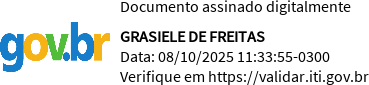 Documento assinado digitalmente
gov.br
GRASIELE DE FREITAS
Data: 08/10/2025 11:33:55-0300
Verifique em https://validar.iti.gov.br